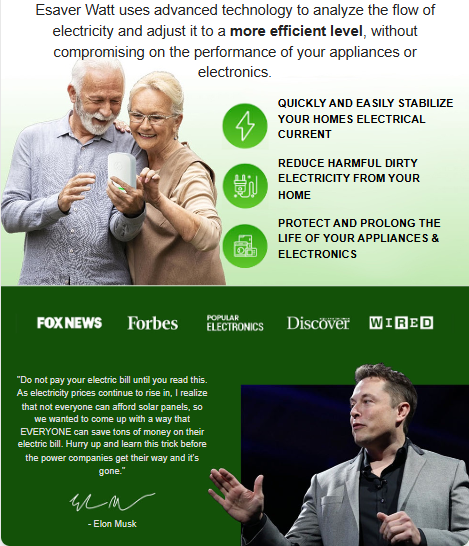 Esaver Watt uses advanced technology to analyze the flow of
electricity and adjust it to a more efficient level, without
compromising on the performance of your appliances or
electronics.
QUICKLY AND EASILY STABILIZE
YOUR HOMES ELECTRICAL
CURRENT
REDUCE HARMFUL DIRTY
ELECTRICITY FROM YOUR
HOME
PROTECT AND PROLONG THE
LIFE OF YOUR APPLIANCES &
ELECTRONICS
FOX NEWS
Forbes
POPULAR
ELECTRONICS
Discover
WIRED
"Do not pay your electric bill until you read this.
As electricity prices continue to rise in, I realize
that not everyone can afford solar panels, so
we wanted to come up with a way that
EVERYONE can save tons of money on their
electric bill. Hurry up and learn this trick before
the power companies get their way and it's
gone."
- Elon Musk